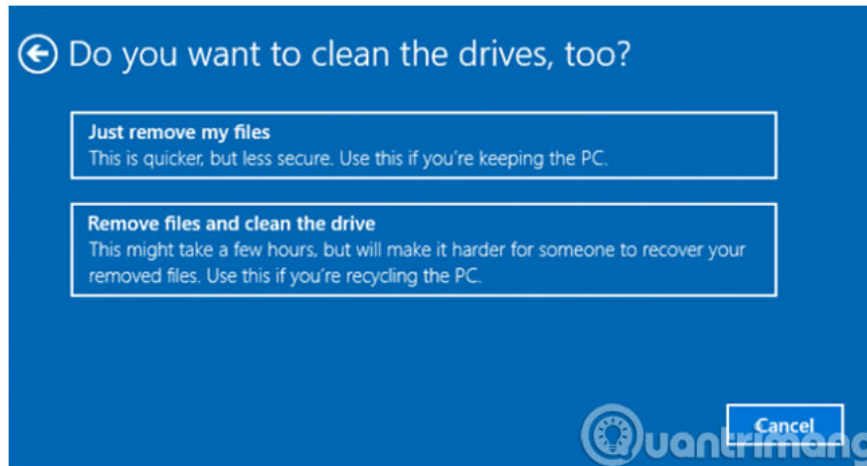 Do you want to clean the drives, too?
Just remove my files
This is quicker, but less secure. Use this if you're keeping the PC.
Remove files and clean the drive
This might take a few hours, but will make it harder for someone to recover your
removed files. Use this if you're recycling the PC.
Cancel
Quantrimang